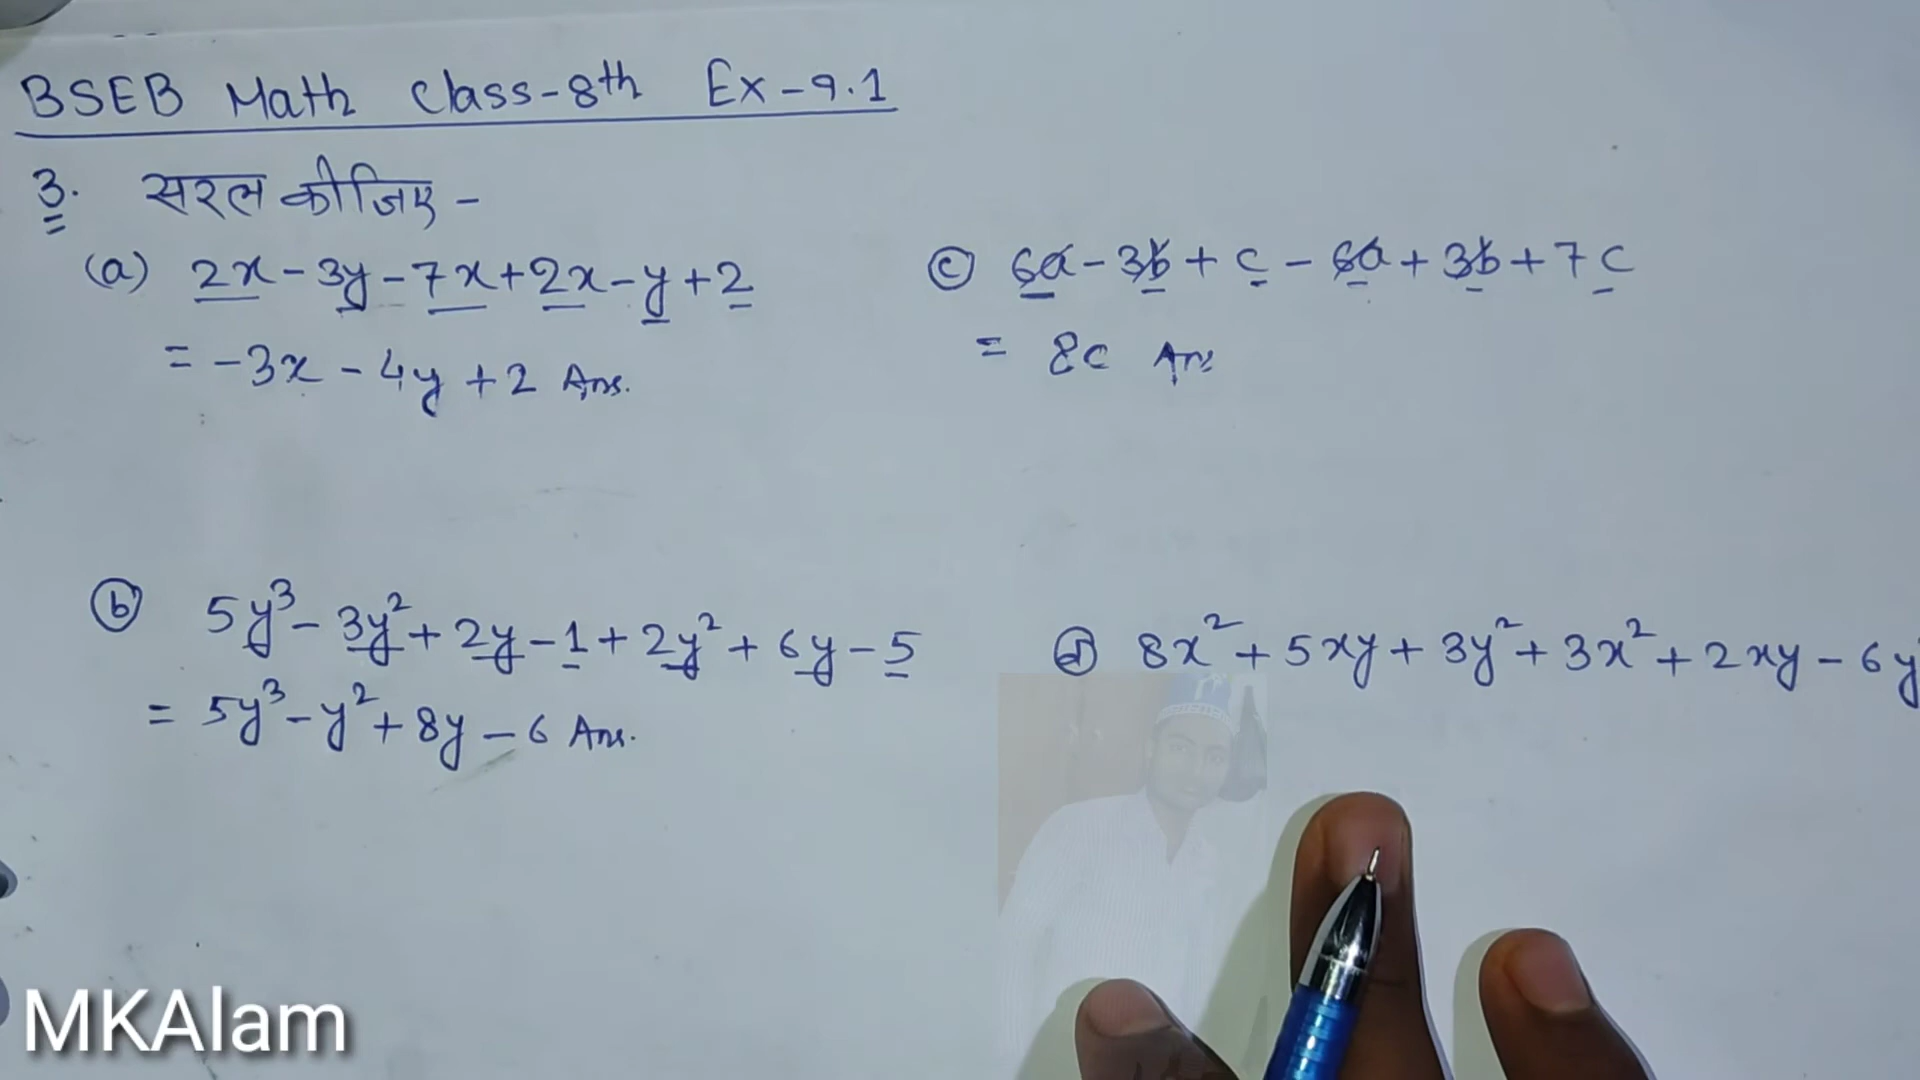 BSEB Math Class-8th Ex-9.1
3. सरल कीजिए -
(a) 2x - 3y - 7x + 2x - y + 2
= -3x - 4y + 2 Ans.
(b) 5y³ - 3y² + 2y - 1 + 2y² + 6y - 5
= 5y³ - y² + 8y - 6 Ans.
(c) 6a - 3b + c - 6a + 3b + 7c
= 8c Ans
(d) 8x² + 5xy + 3y² + 3x² + 2xy - 6y
MKAlam